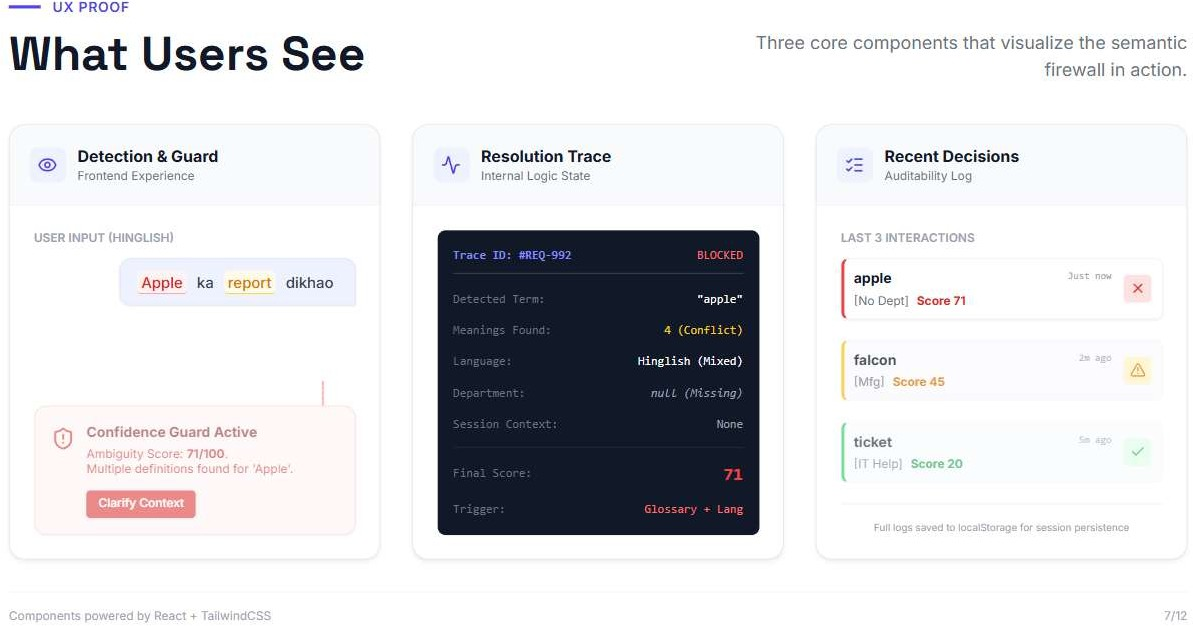 UX PROOF
What Users See
Three core components that visualize the semantic
firewall in action.
Detection & Guard
Frontend Experience
USER INPUT (HINGLISH)
Apple ka report dikhao
Confidence Guard Active
Ambiguity Score: 71/100.
Multiple definitions found for 'Apple'.
Clarify Context
Resolution Trace
Internal Logic State
Trace ID: #REQ-992 BLOCKED
Detected Term: "apple"
Meanings Found: 4 (Conflict)
Language: Hinglish (Mixed)
Department: null (Missing)
Session Context: None
Final Score: 71
Trigger: Glossary + Lang
Recent Decisions
Auditability Log
LAST 3 INTERACTIONS
apple Just now
[No Dept] Score 71
falcon 2m ago
[Mfg] Score 45
ticket 5m ago
[IT Help] Score 20
Full logs saved to localStorage for session persistence
Components powered by React + TailwindCSS
7/12